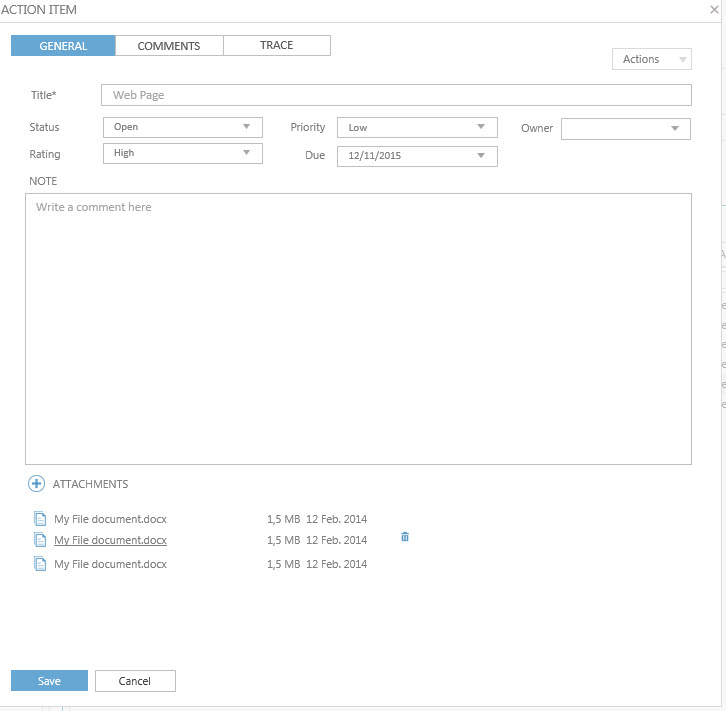 ACTION ITEM
GENERAL COMMENTS TRACE
Actions
Title* Web Page
Status Open Priority Low Owner
Rating High Due 12/11/2015
NOTE
Write a comment here
ATTACHMENTS
My File document.docx 1,5 MB 12 Feb. 2014
My File document.docx 1,5 MB 12 Feb. 2014
My File document.docx 1,5 MB 12 Feb. 2014
Save Cancel